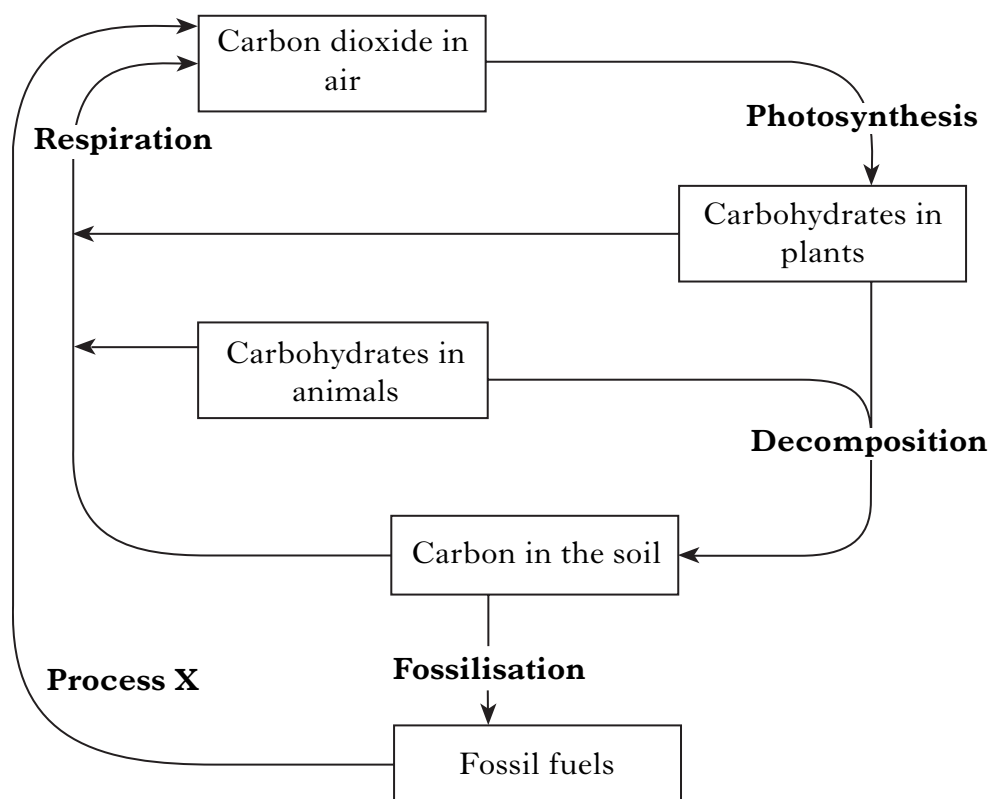 Carbon dioxide in
air
Photosynthesis
Respiration
Carbohydrates in
plants
Carbohydrates in
animals
Decomposition
Carbon in the soil
Fossilisation
Process X
Fossil fuels